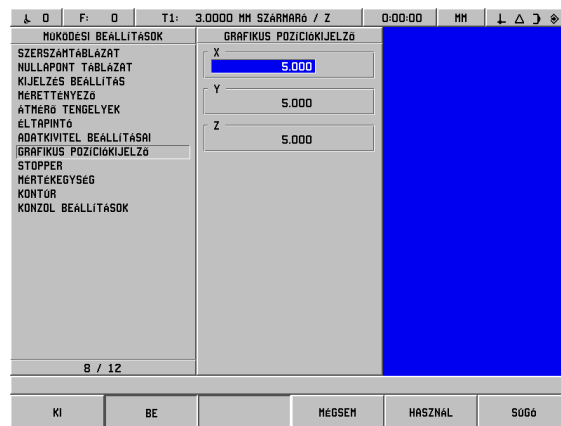 0 F: 0 T1: 3.0000 MM SZÁRMARÓ / Z 0:00:00 MM
MŰKÖDÉSI BEÁLLÍTÁSOK
SZERSZÁMTÁBLÁZAT
NULLAPONT TÁBLÁZAT
KIJELZÉS BEÁLLÍTÁS
MÉRETTÉNYEZŐ
ÁTMÉRŐ TENGELYEK
ÉLTAPINTÓ
ADATKIVITEL BEÁLLÍTÁSAI
GRAFIKUS POZÍCIÓKIJELZŐ
STOPPER
MÉRTÉKEGYSÉG
KONTÚR
KONZOL BEÁLLÍTÁSOK
8 / 12
GRAFIKUS POZÍCIÓKIJELZŐ
X
5.000
Y
5.000
Z
5.000
KI BE MÉGSEM HASZNÁL SÚGÓ